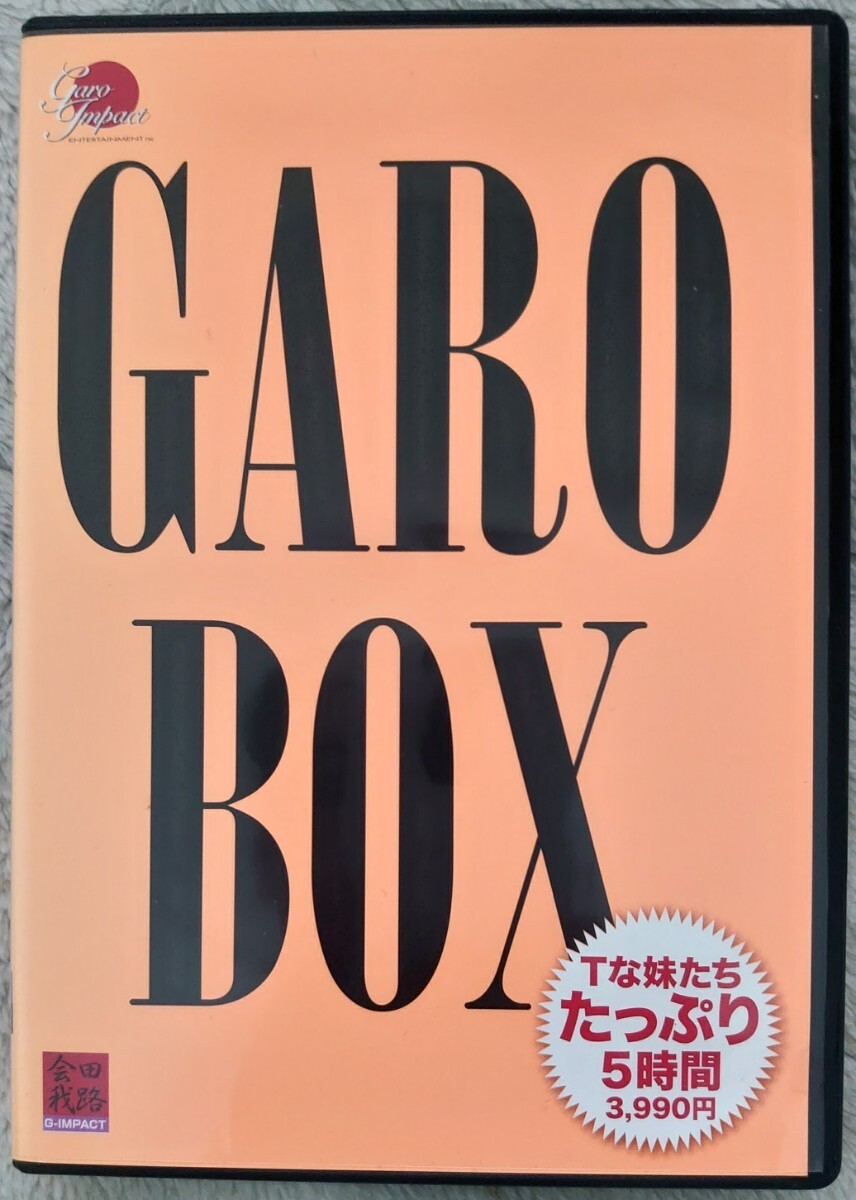 Garo
Impact
ENTERTAINMENT
GARO
BOX
Tな妹たち
たっぷり
5時間
3,990円
会田
我路
G-IMPACT